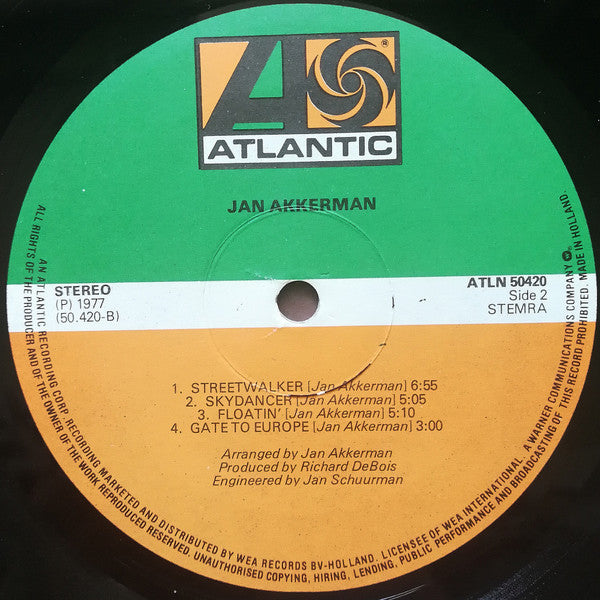 ATLANTIC
®
JAN AKKERMAN
STEREO
(P) 1977
(50.420-B)
ATLN 50420
Side 2
STEMRA
1. STREETWALKER [Jan Akkerman] 6:55
2. SKYDANCER [Jan Akkerman] 5:05
3. FLOATIN' [Jan Akkerman] 5:10
4. GATE TO EUROPE [Jan Akkerman] 3:00
Arranged by Jan Akkerman
Produced by Richard DeBois
Engineered by Jan Schuurman
AN ATLANTIC RECORDING CORP. RECORDING MARKETED AND DISTRIBUTED BY WEA RECORDS BV-HOLLAND. LICENSEE OF WEA INTERNATIONAL. A WARNER COMMUNICATIONS COMPANY. MADE IN HOLLAND.
ALL RIGHTS OF THE PRODUCER AND OF THE OWNER OF THE WORK REPRODUCED RESERVED. UNAUTHORISED COPYING, HIRING, LENDING, PUBLIC PERFORMANCE AND BROADCASTING OF THIS RECORD PROHIBITED.